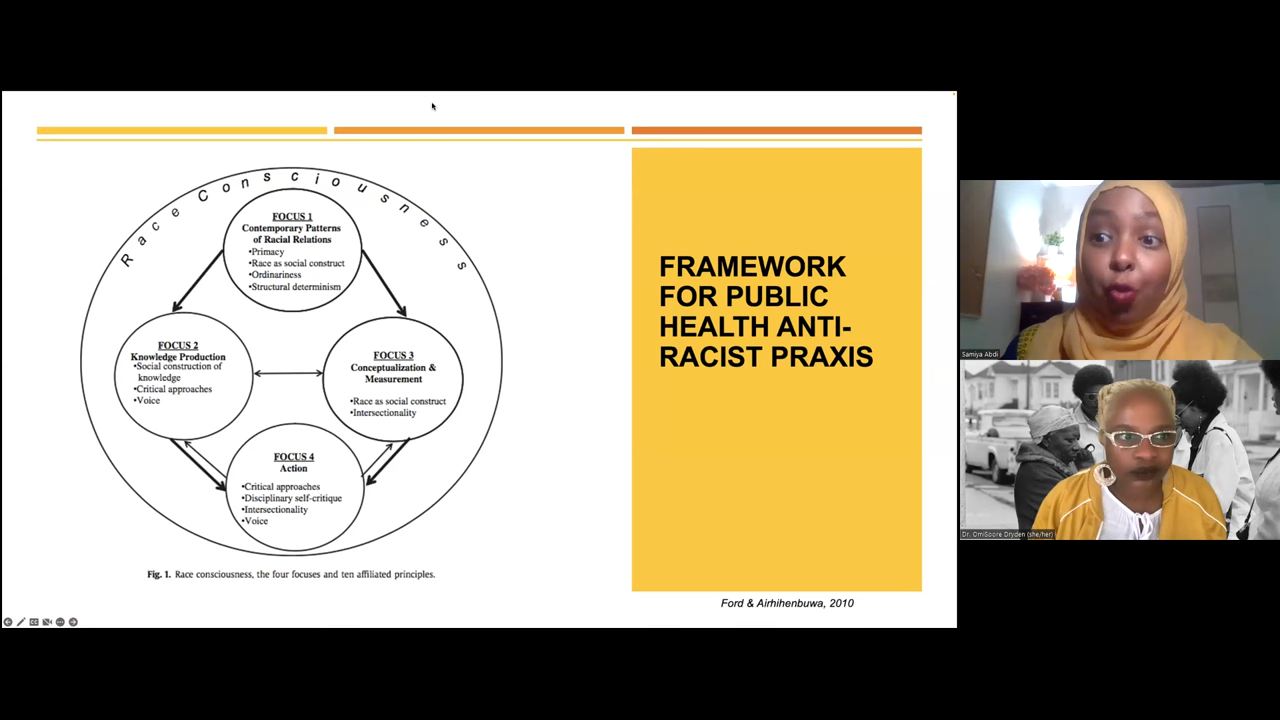 Race Consciousness
FOCUS 1
Contemporary Patterns
of Racial Relations
•Primacy
•Race as social construct
•Ordinariness
•Structural determinism
FOCUS 2
Knowledge Production
•Social construction of
knowledge
•Critical approaches
•Voice
FOCUS 3
Conceptualization &
Measurement
•Race as social construct
•Intersectionality
FOCUS 4
Action
•Critical approaches
•Disciplinary self-critique
•Intersectionality
•Voice
Fig. 1. Race consciousness, the four focuses and ten affiliated principles.
FRAMEWORK
FOR PUBLIC
HEALTH ANTI-
RACIST PRAXIS
Ford & Airhihenbuwa, 2010
Samiya Abdi
Dr. OmiSoore Dryden (she/her)